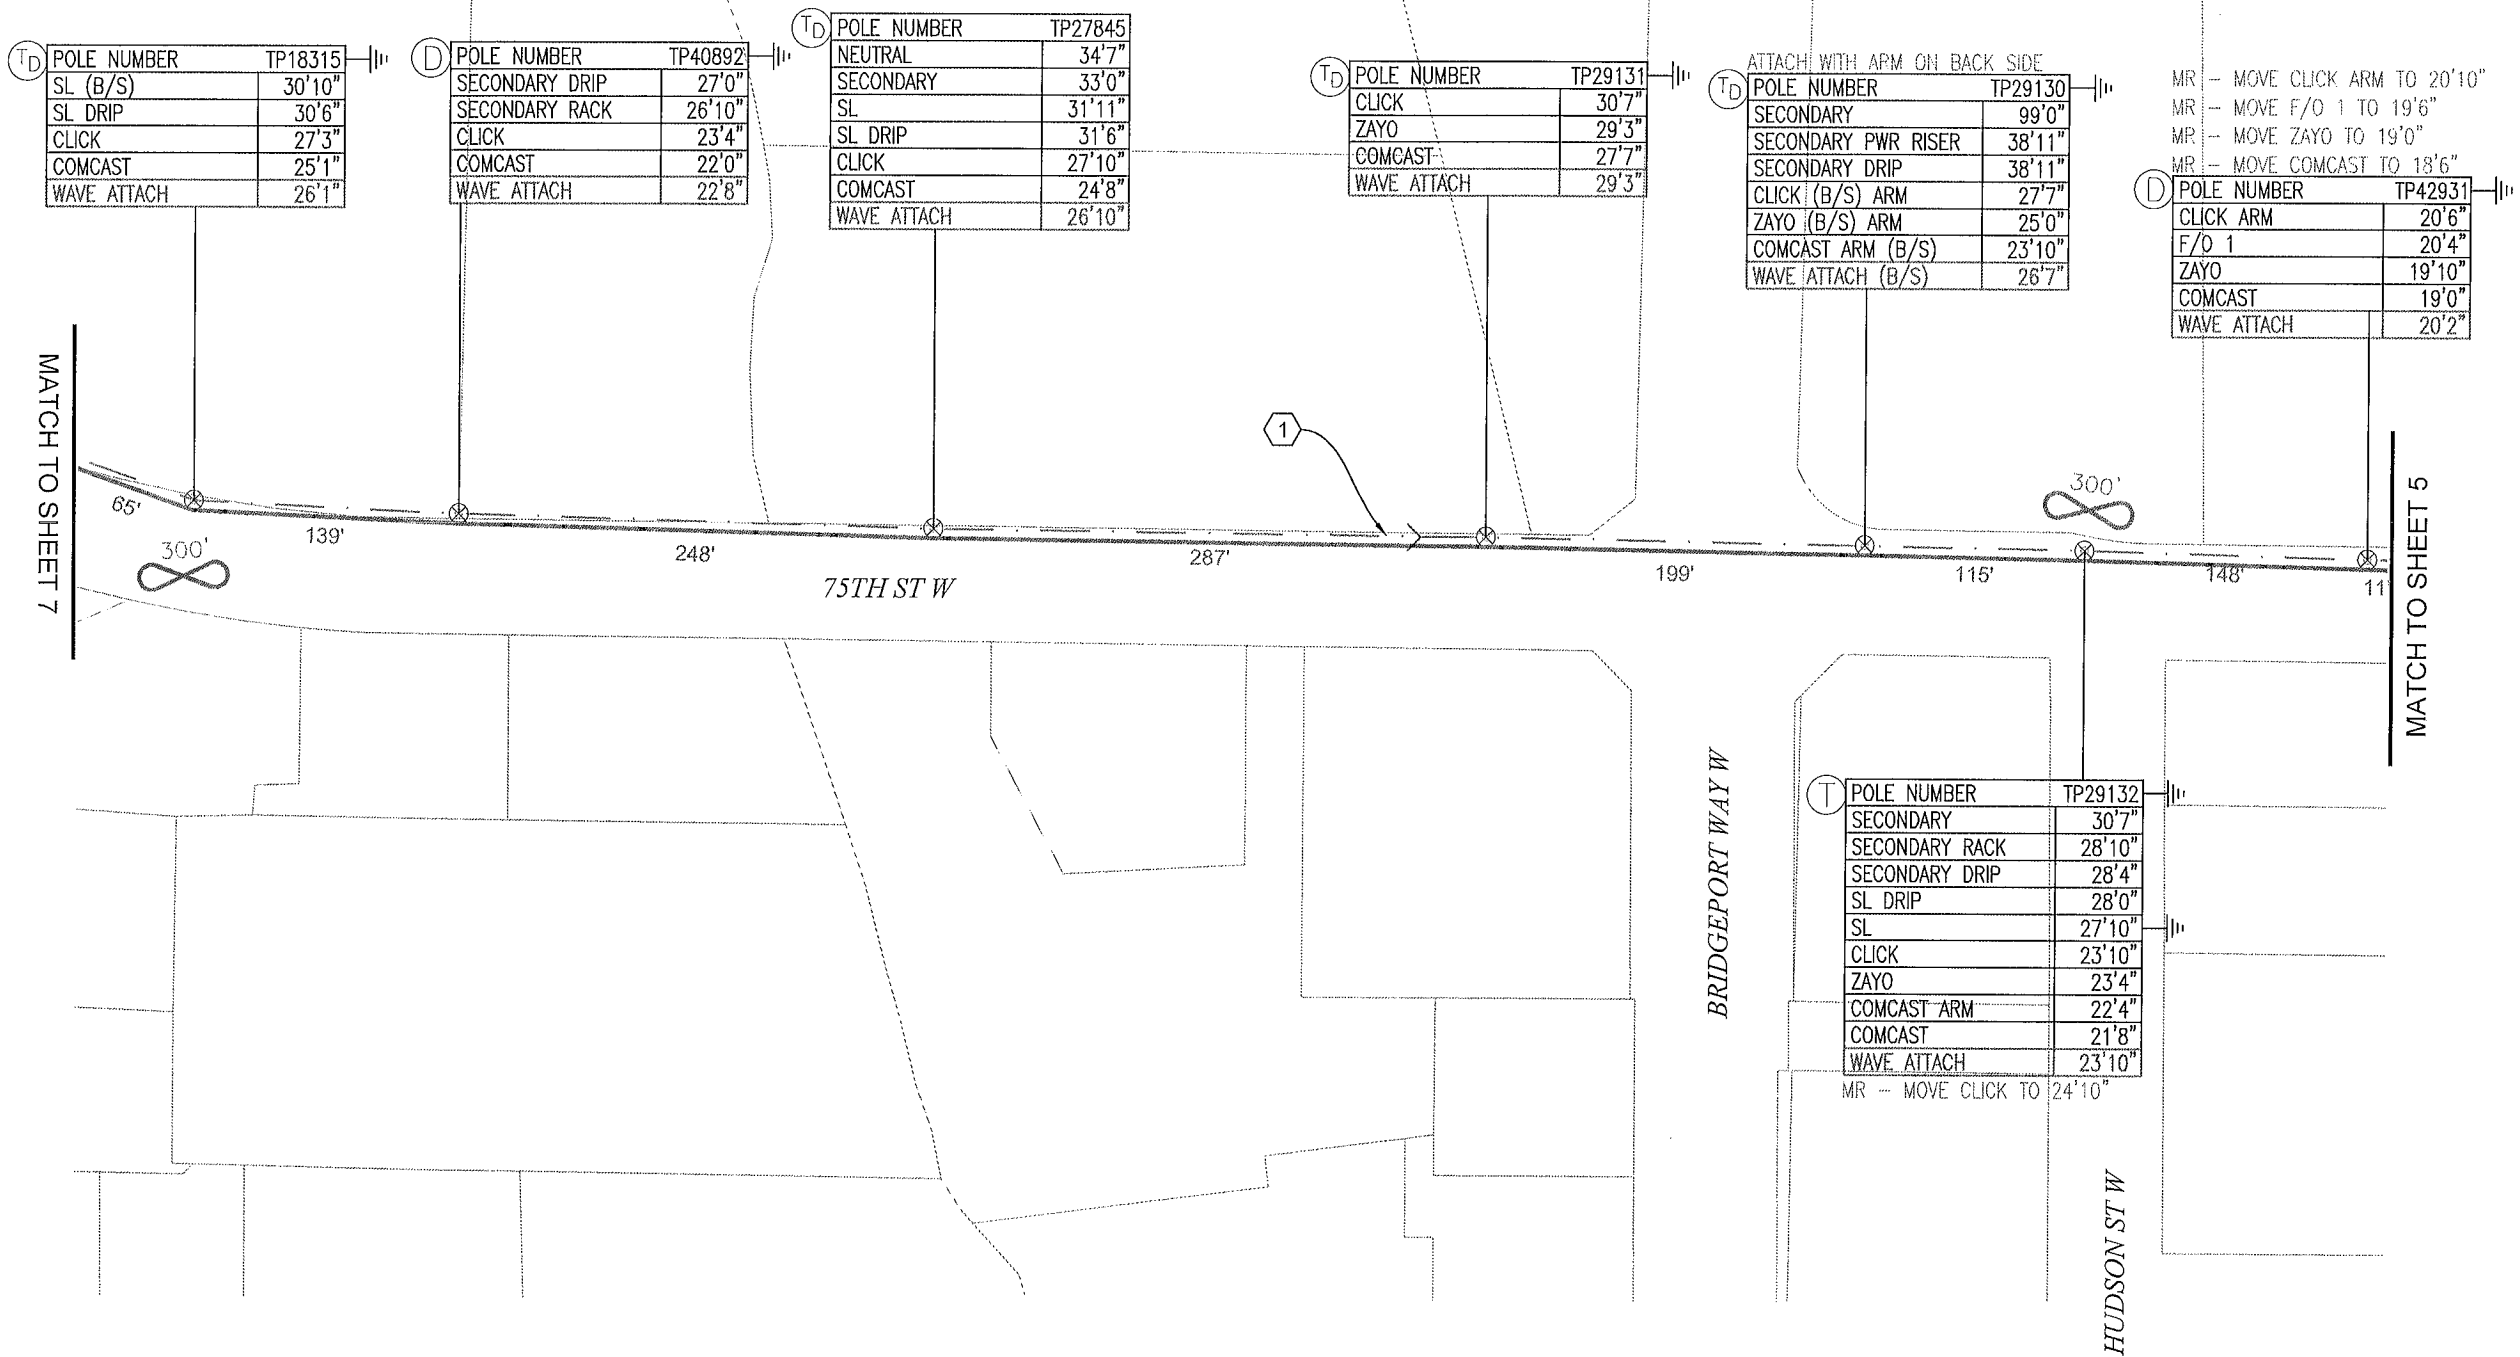 TD
POLE NUMBER TP18315
SL (B/S) 30'10"
SL DRIP 30'6"
CLICK 27'3"
COMCAST 25'1"
WAVE ATTACH 26'1"
D
POLE NUMBER TP40892
SECONDARY DRIP 27'0"
SECONDARY RACK 26'10"
CLICK 23'4"
COMCAST 22'0"
WAVE ATTACH 22'8"
TD
POLE NUMBER TP27845
NEUTRAL 34'7"
SECONDARY 33'0"
SL 31'11"
SL DRIP 31'6"
CLICK 27'10"
COMCAST 24'8"
WAVE ATTACH 26'10"
TD
POLE NUMBER TP29131
CLICK 30'7"
ZAYO 29'3"
COMCAST 27'7"
WAVE ATTACH 29'3"
ATTACH WITH ARM ON BACK SIDE
TD
POLE NUMBER TP29130
SECONDARY 99'0"
SECONDARY PWR RISER 38'11"
SECONDARY DRIP 38'11"
CLICK (B/S) ARM 27'7"
ZAYO (B/S) ARM 25'0"
COMCAST ARM (B/S) 23'10"
WAVE ATTACH (B/S) 26'7"
MR - MOVE CLICK ARM TO 20'10"
MR - MOVE F/O 1 TO 19'6"
MR - MOVE ZAYO TO 19'0"
MR - MOVE COMCAST TO 18'6"
D
POLE NUMBER TP42931
CLICK ARM 20'6"
F/O 1 20'4"
ZAYO 19'10"
COMCAST 19'0"
WAVE ATTACH 20'2"
MATCH TO SHEET 7
65'
300'
139'
248'
75TH ST W
287'
1
199'
115'
300'
148'
11
MATCH TO SHEET 5
BRIDGEPORT WAY W
T
POLE NUMBER TP29132
SECONDARY 30'7"
SECONDARY RACK 28'10"
SECONDARY DRIP 28'4"
SL DRIP 28'0"
SL 27'10"
CLICK 23'10"
ZAYO 23'4"
COMCAST ARM 22'4"
COMCAST 21'8"
WAVE ATTACH 23'10"
MR - MOVE CLICK TO 24'10"
HUDSON ST W